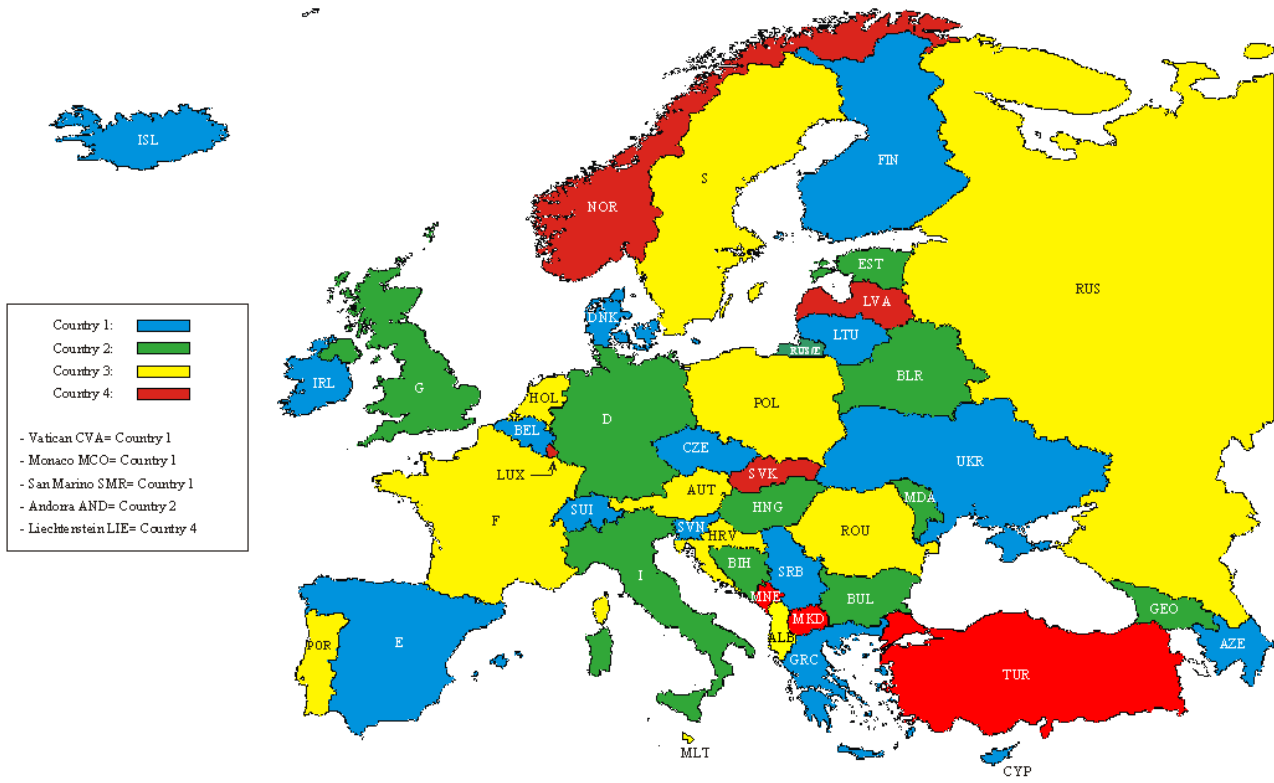 ISL
FIN
S
NOR
EST
RUS
LVA
DNK
LTU
BLR
IRL
G
HOL
D
POL
BEL
CZE
UKR
LUX
SVK
AUT
MDA
HNG
F
SUI
SVN
HRV
ROU
BIH
SRB
I
MNE
BUL
GEO
MKD
POR
E
ALB
AZE
GRC
TUR
MLT
CYP
Country 1:
Country 2:
Country 3:
Country 4:
- Vatican CVA= Country 1
- Monaco MCO= Country 1
- San Marino SMR= Country 1
- Andorra AND= Country 2
- Liechtenstein LIE= Country 4